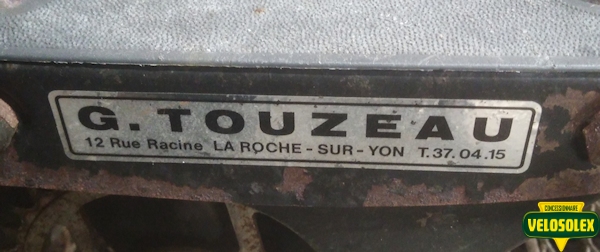 G. TOUZEAU
12 Rue Racine LA ROCHE-SUR-YON T.37.04.15
CONCESSIONNAIRE
VELOSOLEX